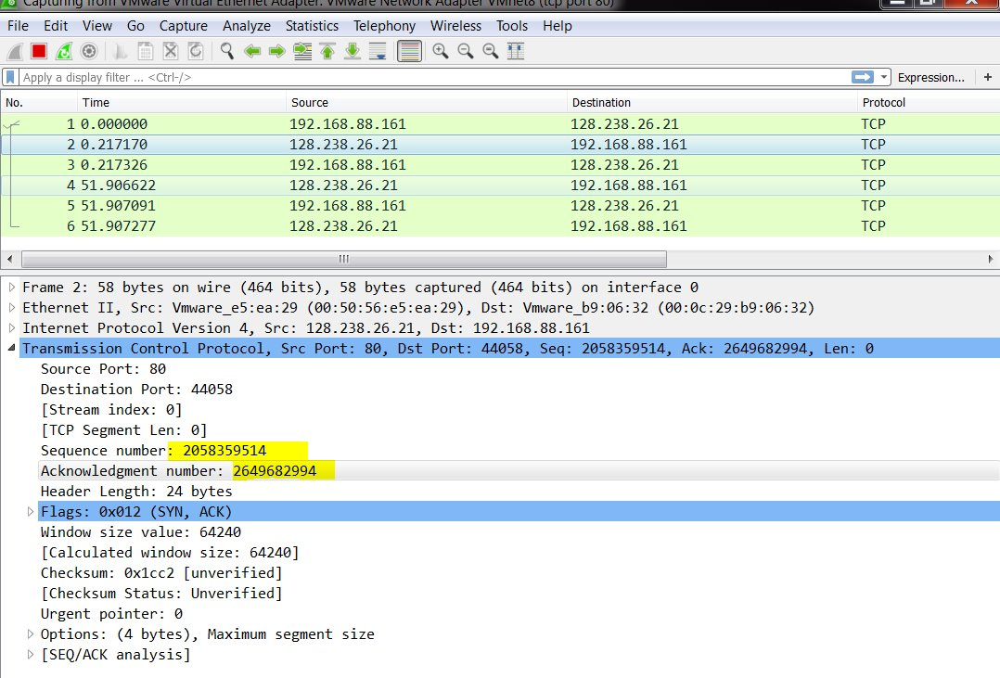 Capturing from VMware Virtual Ethernet Adapter: VMware Network Adapter VMnet8 (tcp port 80)
File Edit View Go Capture Analyze Statistics Telephony Wireless Tools Help
Apply a display filter ... <Ctrl-/> Expression... +
No. Time Source Destination Protocol
1 0.000000 192.168.88.161 128.238.26.21 TCP
2 0.217170 128.238.26.21 192.168.88.161 TCP
3 0.217326 192.168.88.161 128.238.26.21 TCP
4 51.906622 128.238.26.21 192.168.88.161 TCP
5 51.907091 192.168.88.161 128.238.26.21 TCP
6 51.907277 128.238.26.21 192.168.88.161 TCP
Frame 2: 58 bytes on wire (464 bits), 58 bytes captured (464 bits) on interface 0
Ethernet II, Src: Vmware_e5:ea:29 (00:50:56:e5:ea:29), Dst: Vmware_b9:06:32 (00:0c:29:b9:06:32)
Internet Protocol Version 4, Src: 128.238.26.21, Dst: 192.168.88.161
Transmission Control Protocol, Src Port: 80, Dst Port: 44058, Seq: 2058359514, Ack: 2649682994, Len: 0
Source Port: 80
Destination Port: 44058
[Stream index: 0]
[TCP Segment Len: 0]
Sequence number: 2058359514
Acknowledgment number: 2649682994
Header Length: 24 bytes
Flags: 0x012 (SYN, ACK)
Window size value: 64240
[Calculated window size: 64240]
Checksum: 0x1cc2 [unverified]
[Checksum Status: Unverified]
Urgent pointer: 0
Options: (4 bytes), Maximum segment size
[SEQ/ACK analysis]